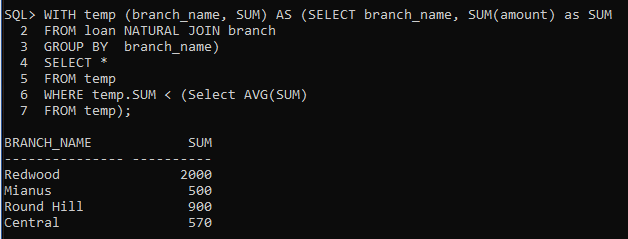 SQL> WITH temp (branch_name, SUM) AS (SELECT branch_name, SUM(amount) as SUM
  2  FROM loan NATURAL JOIN branch
  3  GROUP BY  branch_name)
  4  SELECT *
  5  FROM temp
  6  WHERE temp.SUM < (Select AVG(SUM)
  7  FROM temp);
BRANCH_NAME            SUM
--------------- ----------
Redwood               2000
Mianus                 500
Round Hill             900
Central                570